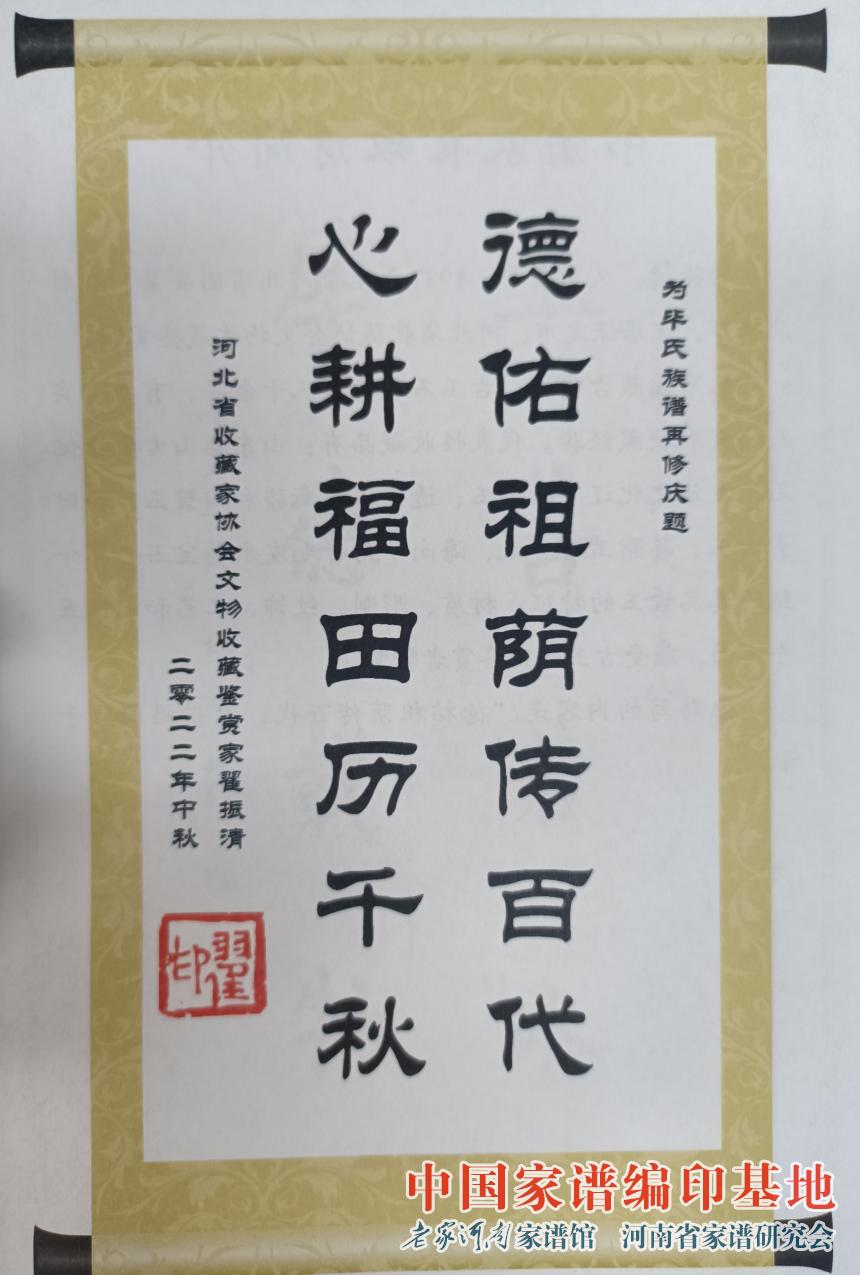 为毕氏族谱再修庆题
德佑祖荫传百代
心耕福田历千秋
河北省收藏家协会文物收藏鉴赏家翟振清
二零二二年中秋
翟印
中国家谱编印基地
老家河南家谱馆 河南省家谱研究会